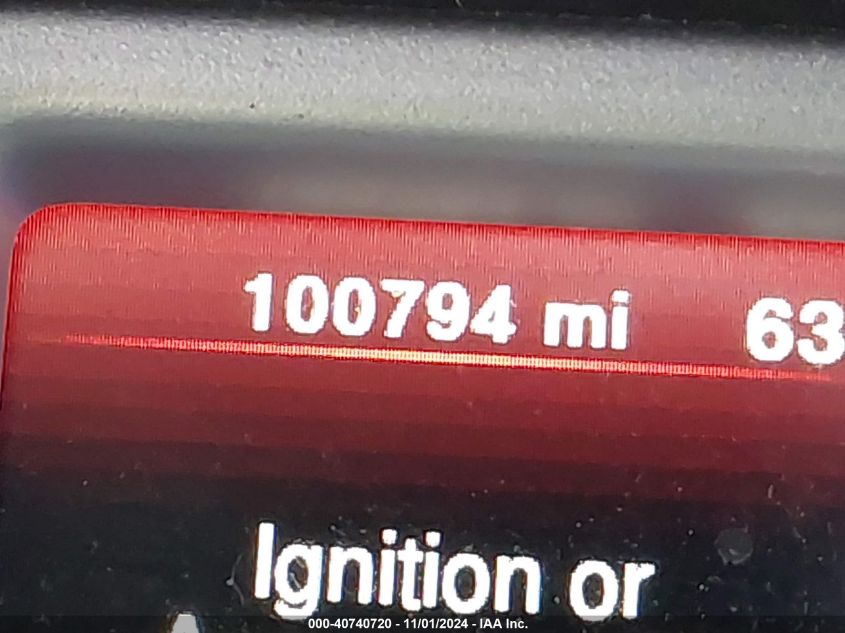 100794 mi 63
Ignition or
000-40740720 - 11/01/2024 - IAA Inc.